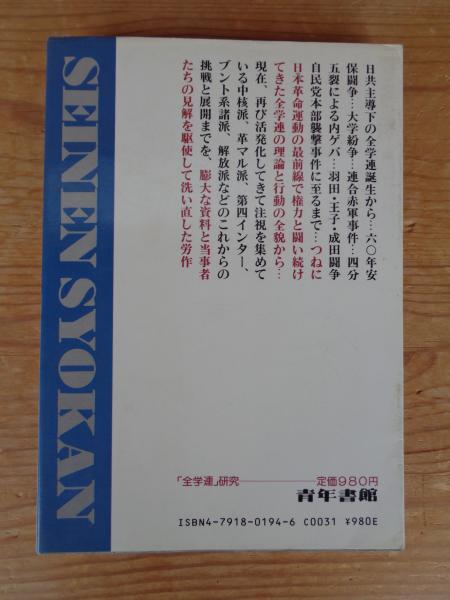 日共主導下の全学連誕生から…六〇年安
保闘争…大学紛争…連合赤軍事件…四分
五裂による内ゲバ…羽田・王子・成田闘争
自民党本部襲撃事件に至るまで…つねに
日本革命運動の最前線で権力と闘い続け
てきた全学連の理論と行動の全貌から…
現在、再び活発化してきて注視を集めて
いる中核派、革マル派、第四インター、
ブント系諸派、解放派などのこれからの
挑戦と展開までを、膨大な資料と当事者
たちの見解を駆使して洗い直した労作
SEINEN SYOKAN
「全学連」研究――――定価980円
青年書館
ISBN4-7918-0194-6 C0031 ¥980E